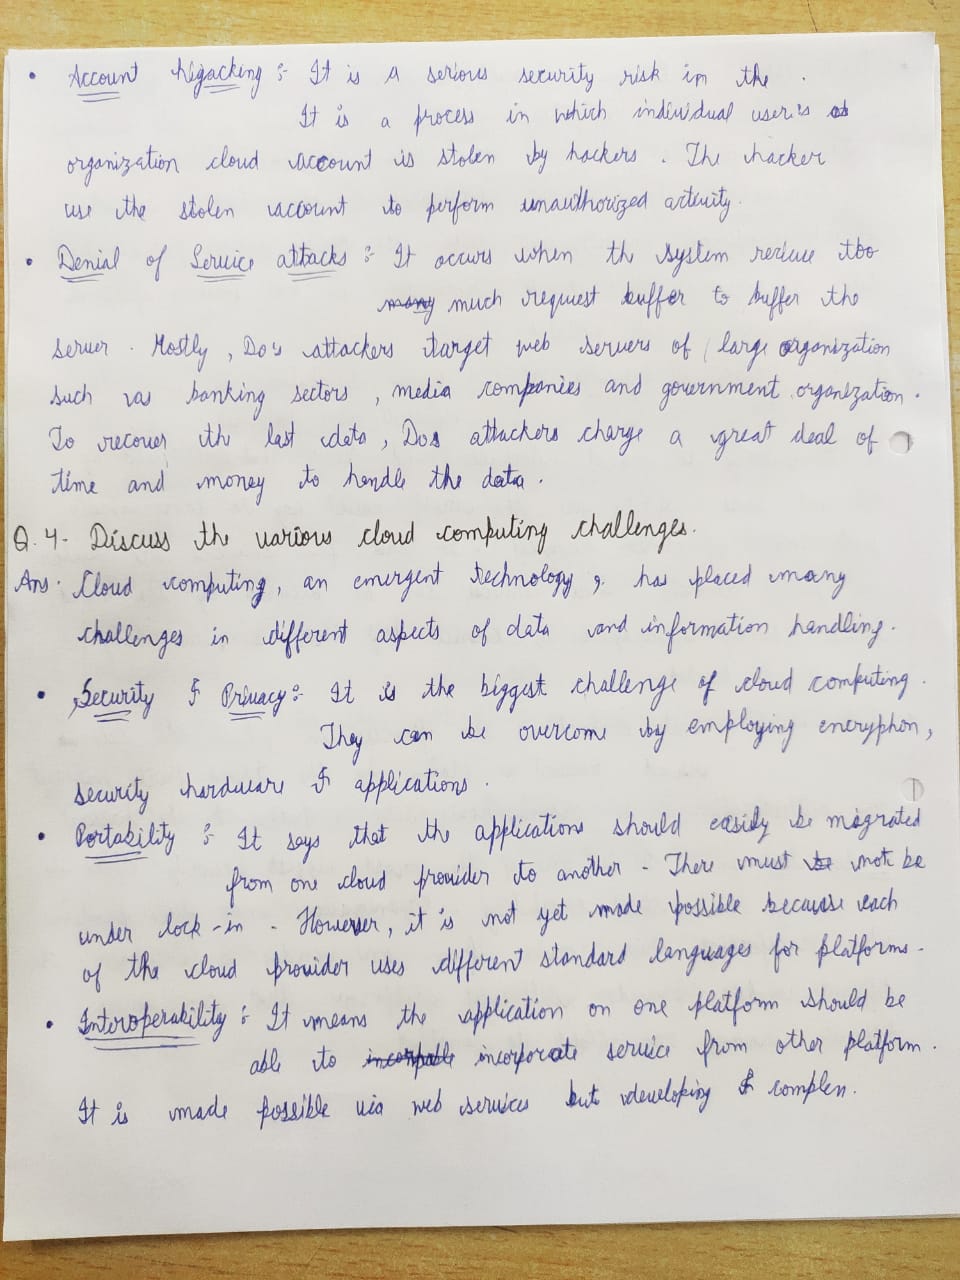 • Account higacking :- It is a serious security risk in the .
It is a process in which individual user's or
organization cloud account is stolen by hackers . The hacker
use the stolen account to perform unauthorized activity.
• Denial of Service attacks :- It occurs when th system recieve too
many much request buffer to buffer the
server . Mostly , Dos attackers target web servers of large organization
such as banking sectors , media companies and government organization .
To recover th last data , Dos attackers charge a great deal of
time and money to handle the data .
Q.4. Discuss the various cloud computing challenges.
Ans. Cloud computing, an emergent technology , has placed many
challenges in different aspects of data and information handling.
• Security & Privacy :- It is the biggest challenge of cloud computing .
They can be overcome by employing encryphon,
security hardware & applications .
• Portability :- It says that the applications should easily be magrated
from one cloud provider to another . There must be not be
under lock-in . However, it is not yet made possible because each
of the cloud provider uses different standard languages for platforms .
• Interoperability :- It means the application on one platform should be
able to incorporate service from other platform .
It is made possible via web services but developing & complen.